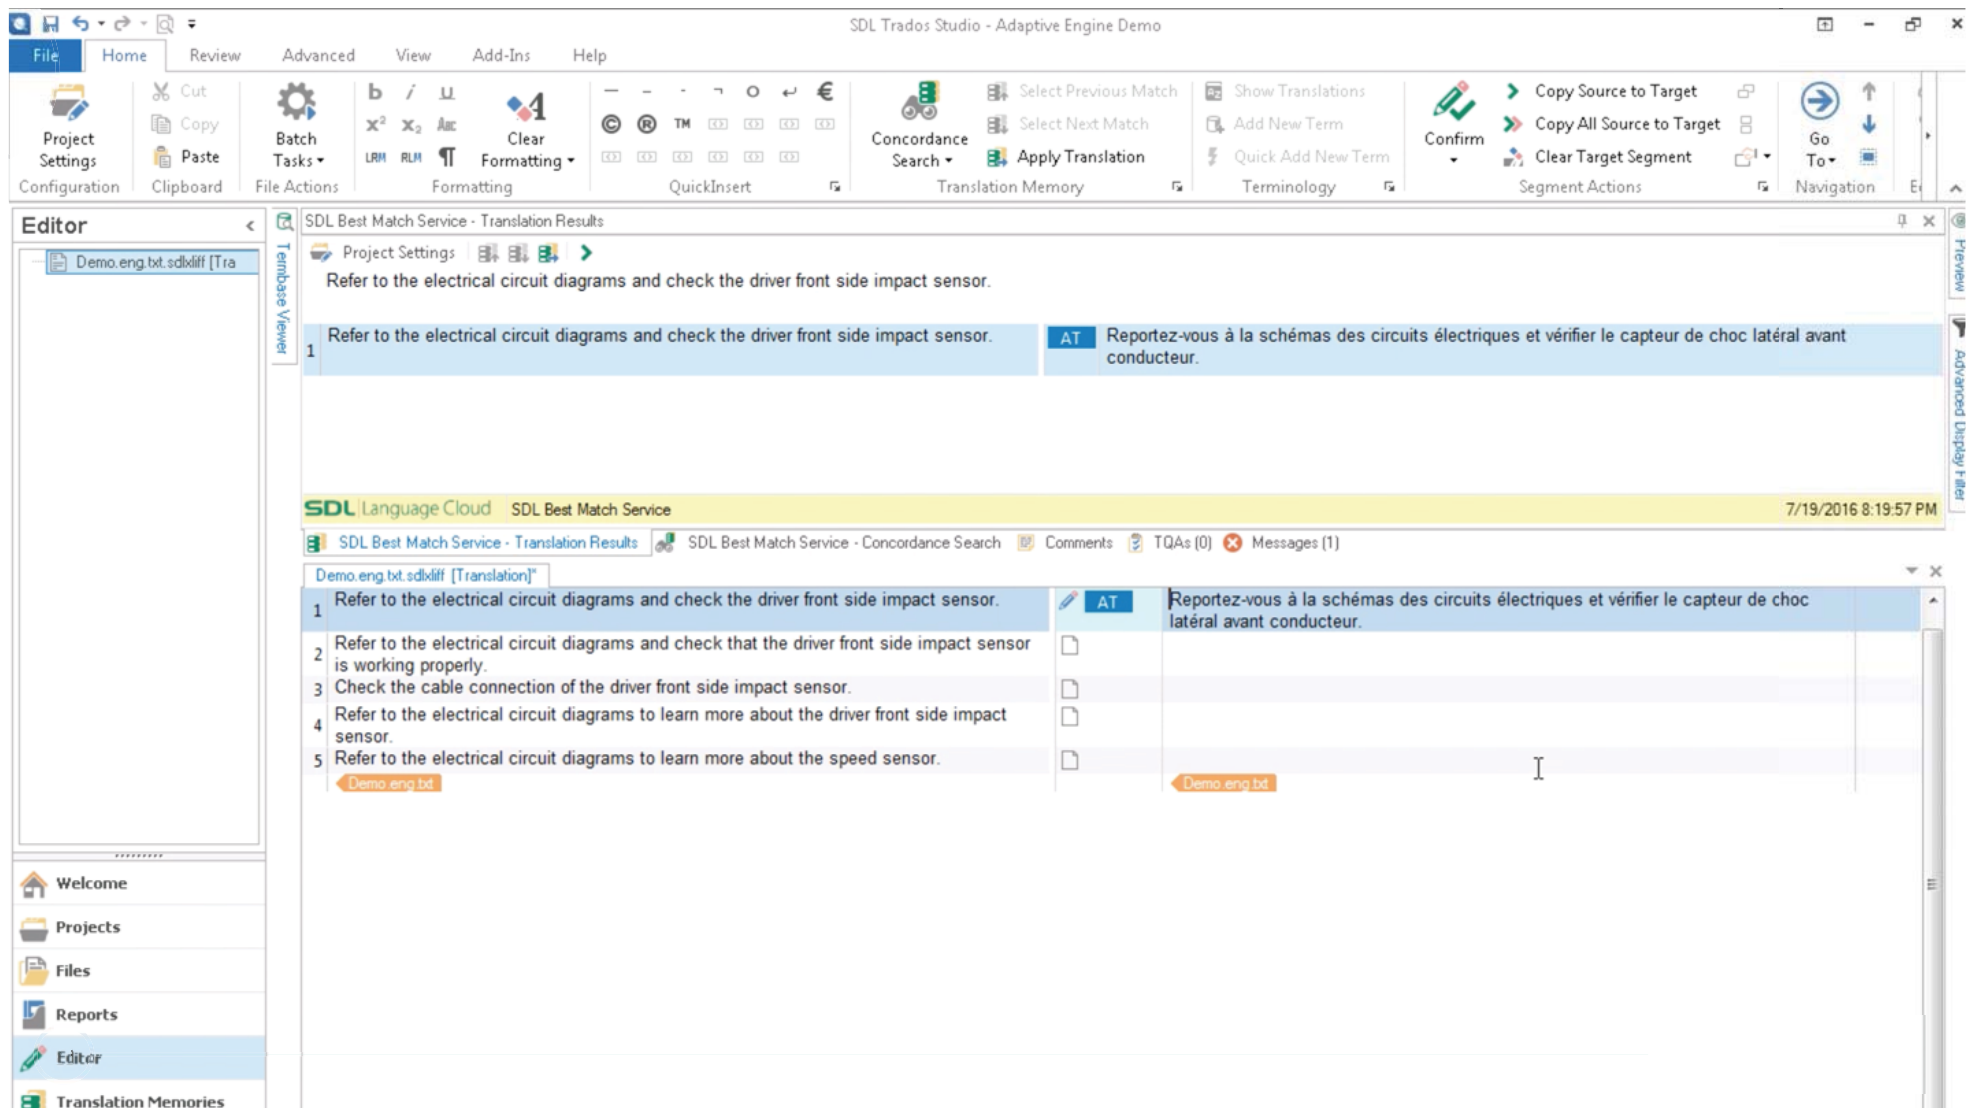 SDL Trados Studio - Adaptive Engine Demo
File Home Review Advanced View Add-Ins Help
Project Settings
Configuration
Cut
Copy
Paste
Clipboard
Batch Tasks
File Actions
b i u
x² x₂ ABC
LRM RLM ¶
Clear Formatting
Formatting
€
© ® TM
QuickInsert
Concordance Search
Select Previous Match
Select Next Match
Apply Translation
Translation Memory
Show Translations
Add New Term
Quick Add New Term
Terminology
Confirm
Copy Source to Target
Copy All Source to Target
Clear Target Segment
Segment Actions
Go To
Navigation
Editor
Demo.eng.txt.sdlxliff [Tra
Termbase Viewer
SDL Best Match Service - Translation Results
Project Settings
Refer to the electrical circuit diagrams and check the driver front side impact sensor.
1 Refer to the electrical circuit diagrams and check the driver front side impact sensor. AT Reportez-vous à la schémas des circuits électriques et vérifier le capteur de choc latéral avant
conducteur.
SDL Language Cloud SDL Best Match Service 7/19/2016 8:19:57 PM
SDL Best Match Service - Translation Results SDL Best Match Service - Concordance Search Comments TQAs (0) Messages (1)
Demo.eng.txt.sdlxliff [Translation]*
1 Refer to the electrical circuit diagrams and check the driver front side impact sensor. AT Reportez-vous à la schémas des circuits électriques et vérifier le capteur de choc
latéral avant conducteur.
2 Refer to the electrical circuit diagrams and check that the driver front side impact sensor
is working properly.
3 Check the cable connection of the driver front side impact sensor.
4 Refer to the electrical circuit diagrams to learn more about the driver front side impact
sensor.
5 Refer to the electrical circuit diagrams to learn more about the speed sensor.
Demo.eng.txt Demo.eng.txt
Preview
Advanced Display Filter
Welcome
Projects
Files
Reports
Editor
Translation Memories